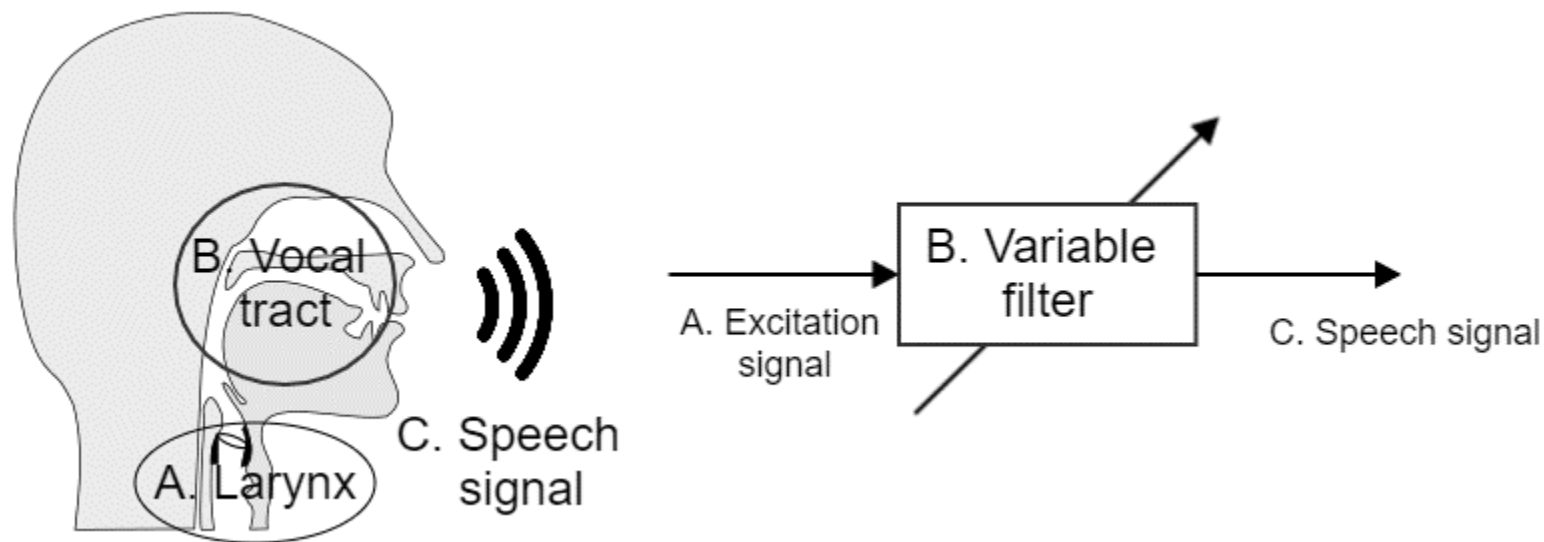 B. Vocal
tract
A. Larynx
C. Speech
signal
A. Excitation
signal
B. Variable
filter
C. Speech signal